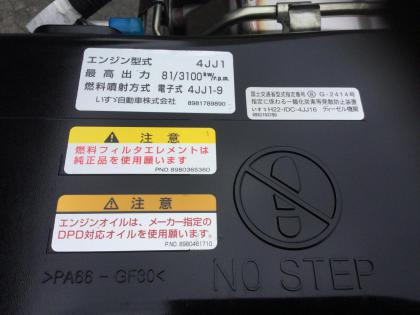 エンジン型式 4JJ1
最高出力 81/3100kw/r.p.m.
燃料噴射方式 電子式 4JJ1-9
いすゞ自動車株式会社 8981789890
国土交通省型式指定番号 G-2414号
指定に係わる一酸化炭素等発散防止装置
いすゞH22-IDC-4JJ16 ディーゼル機関
注意
燃料フィルタエレメントは
純正品を使用願います
PNO 8980365360
注意
エンジンオイルは、メーカー指定の
DPD対応オイルを使用願います。
PNO 8980461710
>PA66-GF30<
NO STEP